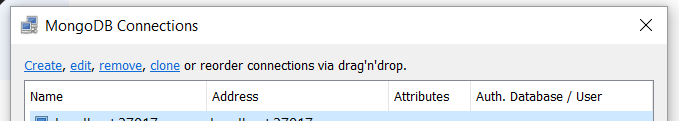 MongoDB Connections
Create, edit, remove, clone or reorder connections via drag'n'drop.
Name Address Attributes Auth. Database / User